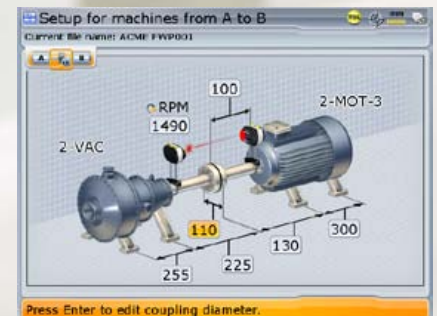 Setup for machines from A to B
Current file name: ACME FWP001
A
B
100
RPM
1490
2-MOT-3
2-VAC
110
300
130
225
255
Press Enter to edit coupling diameter.